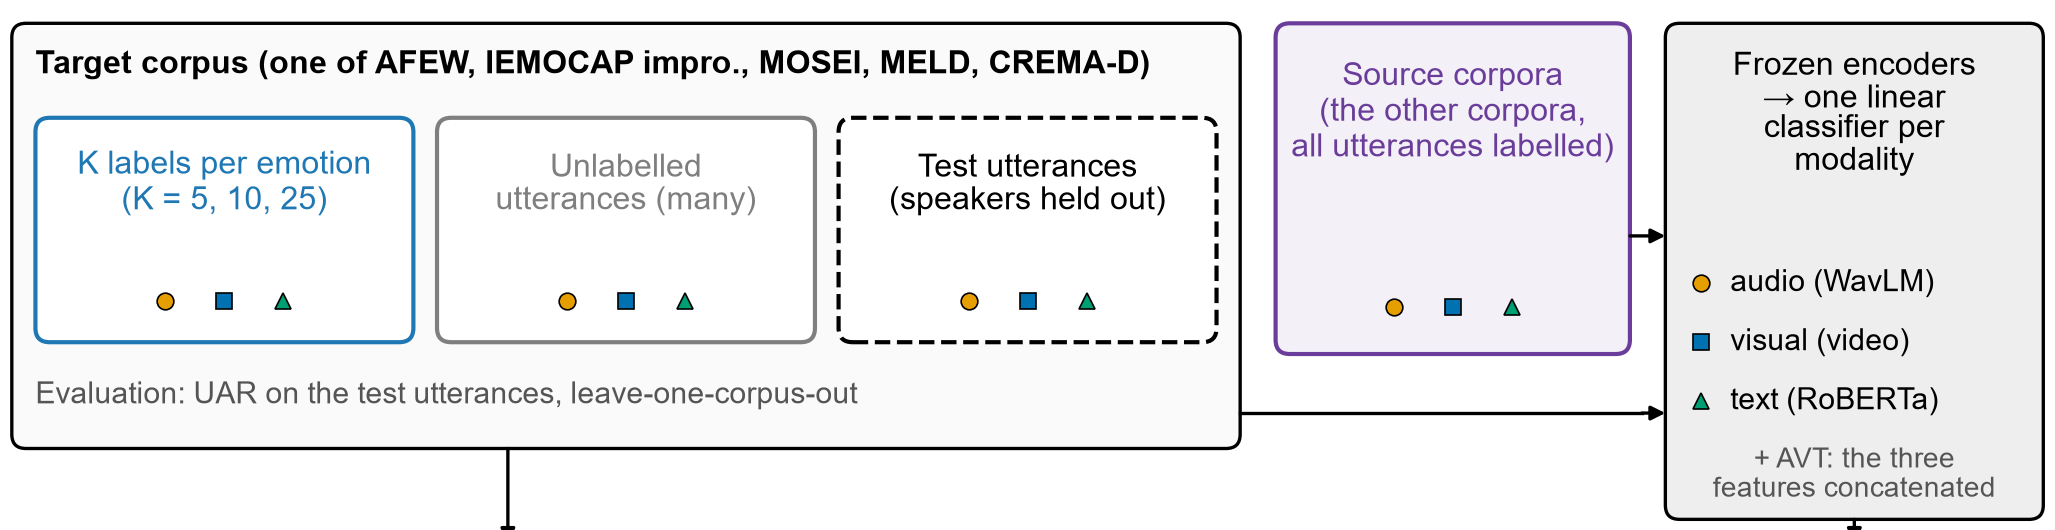 Target corpus (one of AFEW, IEMOCAP impro., MOSEI, MELD, CREMA-D)
K labels per emotion
(K = 5, 10, 25)
Unlabelled
utterances (many)
Test utterances
(speakers held out)
Evaluation: UAR on the test utterances, leave-one-corpus-out
Source corpora
(the other corpora,
all utterances labelled)
Frozen encoders
→ one linear
classifier per
modality
audio (WavLM)
visual (video)
text (RoBERTa)
+ AVT: the three
features concatenated